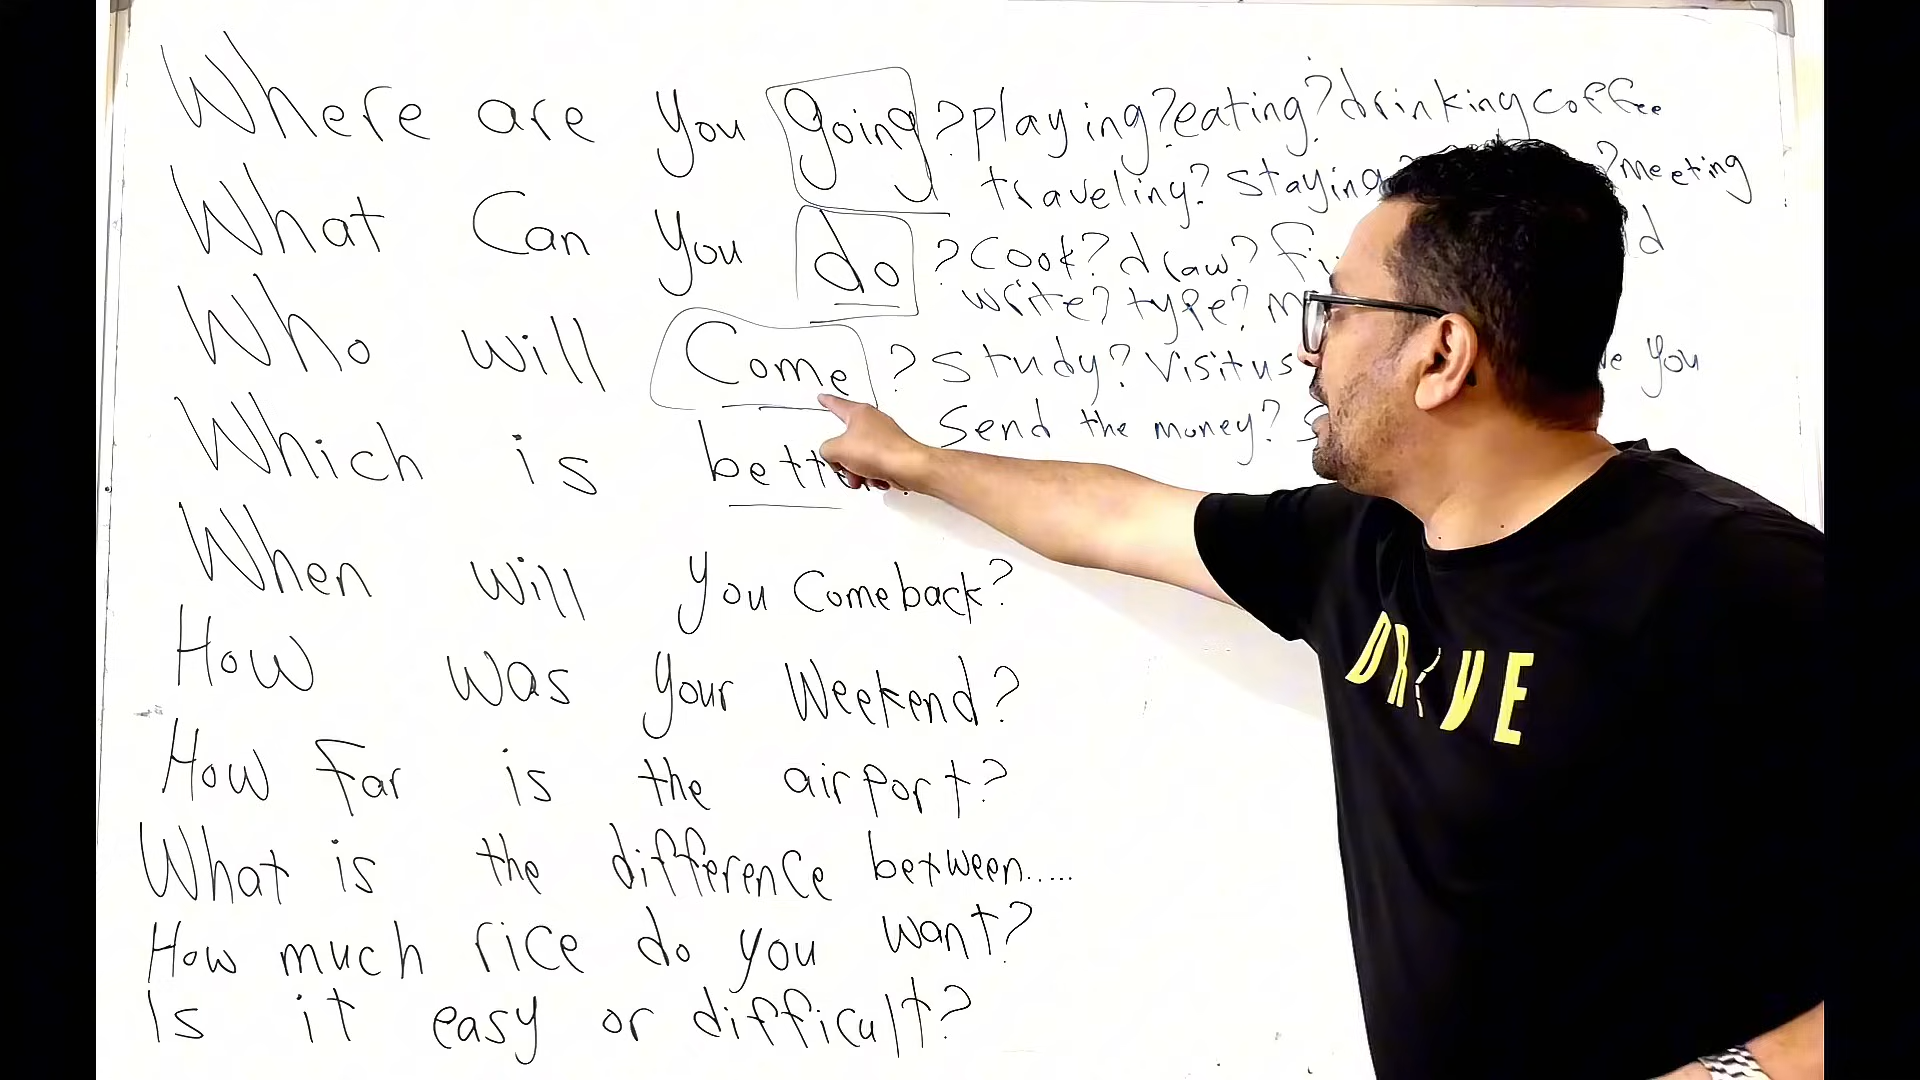 Where are you going ? playing? eating? drinking coffee
traveling? staying ? meeting
What Can you do ? Cook? draw?
write? type?
Who will Come ? Study? Visit us you
Send the money?
Which is
When will you Come back?
How was your Weekend?
How far is the airport?
What is the difference between.....
How much rice do you want?
Is it easy or difficult?
DRIVE